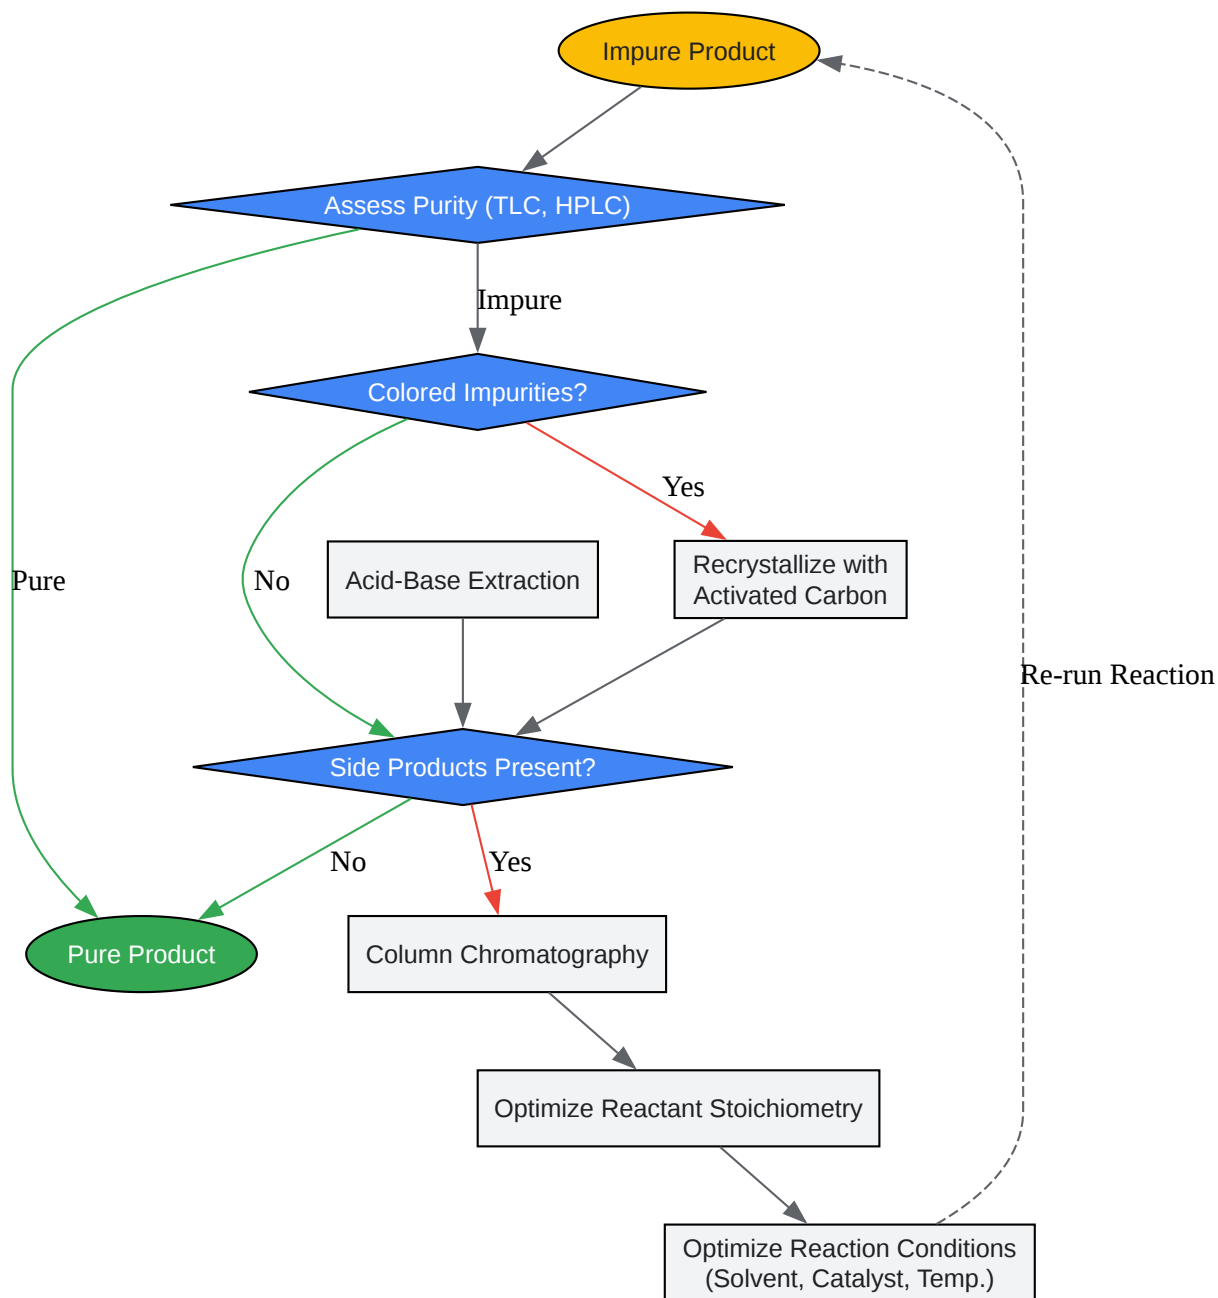 Impure Product
Assess Purity (TLC, HPLC)
Impure
Colored Impurities?
Yes
Pure
No
Acid-Base Extraction
Recrystallize with
Activated Carbon
Re-run Reaction
Side Products Present?
No
Yes
Pure Product
Column Chromatography
Optimize Reactant Stoichiometry
Optimize Reaction Conditions
(Solvent, Catalyst, Temp.)